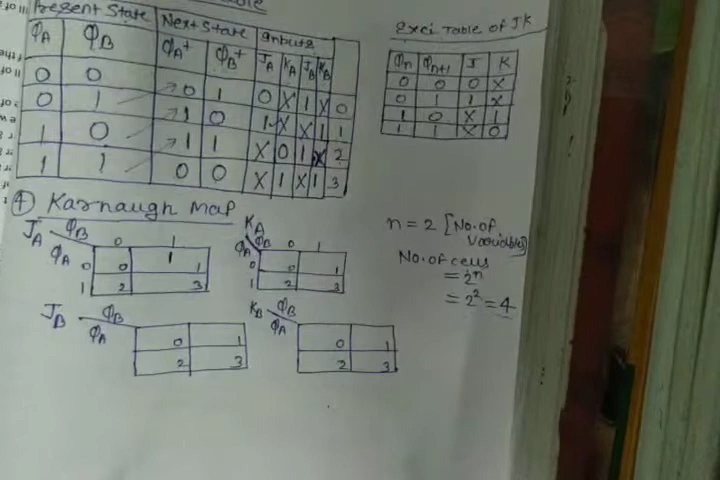 Present State Next State inputs
QA QB QA+ QB+ JA KA JB KB
0 0 0 1 0 X 1 X 0
0 1 1 0 1 X X 1 1
1 0 1 1 X 0 1 X 2
1 1 0 0 X 1 X 1 3
Exci Table of JK
Qn Qn+1 J K
0 0 0 X
0 1 1 X
1 0 X 1
1 1 X 0
④ Karnaugh Map
JA QB 0 1
QA 0 0 1 1
1 2 3
KA QB 0 1
QA 0 0 1
1 2 3
n = 2 [No. of
variables]
No. of cells
= 2ⁿ
= 2² = 4
JB QB
QA 0 1
2 3
KB QB
QA 0 1
2 3